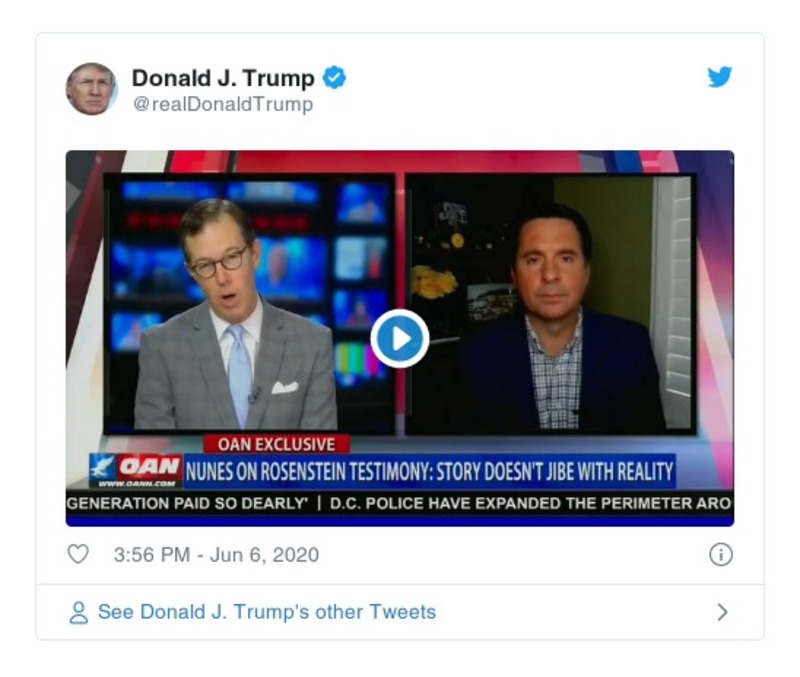 Donald J. Trump
@realDonaldTrump
OAN EXCLUSIVE
OAN
WWW.OANN.COM
NUNES ON ROSENSTEIN TESTIMONY: STORY DOESN'T JIBE WITH REALITY
GENERATION PAID SO DEARLY' | D.C. POLICE HAVE EXPANDED THE PERIMETER ARO
3:56 PM - Jun 6, 2020
See Donald J. Trump's other Tweets